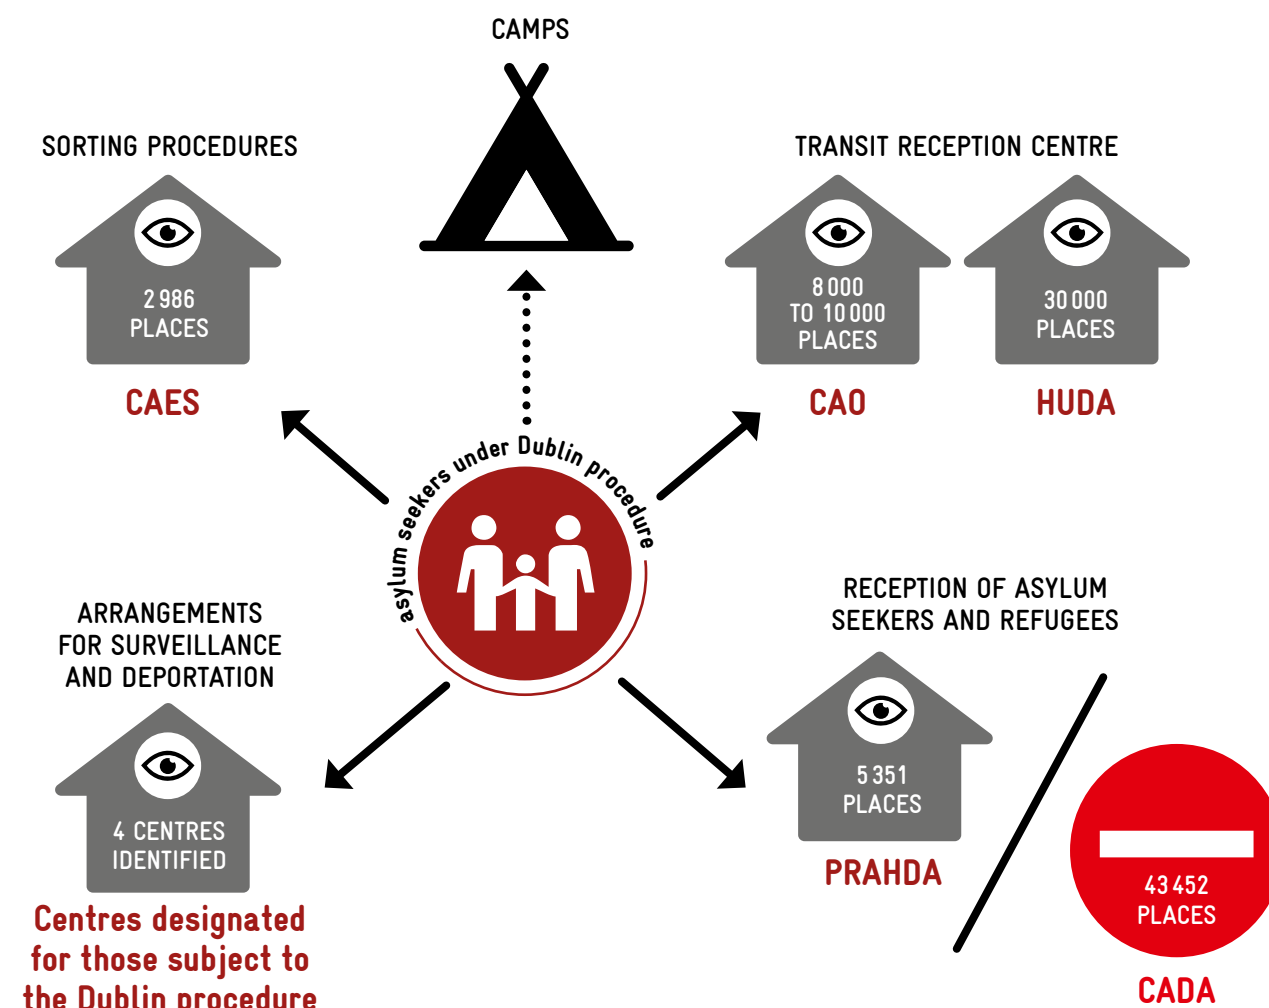 CAMPS
SORTING PROCEDURES
2 986
PLACES
CAES
TRANSIT RECEPTION CENTRE
8 000
TO 10 000
PLACES
CAO
30 000
PLACES
HUDA
asylum seekers under Dublin procedure
ARRANGEMENTS
FOR SURVEILLANCE
AND DEPORTATION
4 CENTRES
IDENTIFIED
Centres designated
for those subject to
the Dublin procedure
RECEPTION OF ASYLUM
SEEKERS AND REFUGEES
5 351
PLACES
PRAHDA
43 452
PLACES
CADA